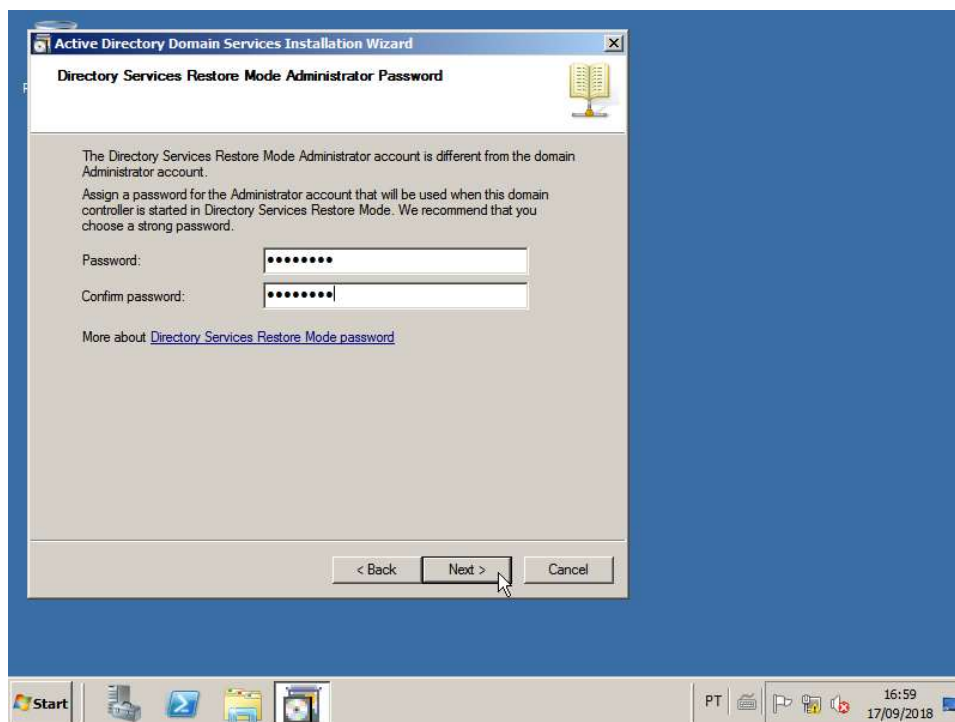 Active Directory Domain Services Installation Wizard
Directory Services Restore Mode Administrator Password
The Directory Services Restore Mode Administrator account is different from the domain
Administrator account.
Assign a password for the Administrator account that will be used when this domain
controller is started in Directory Services Restore Mode. We recommend that you
choose a strong password.
Password: ●●●●●●●●
Confirm password: ●●●●●●●●
More about Directory Services Restore Mode password
< Back Next > Cancel
Start PT 16:59
17/09/2018